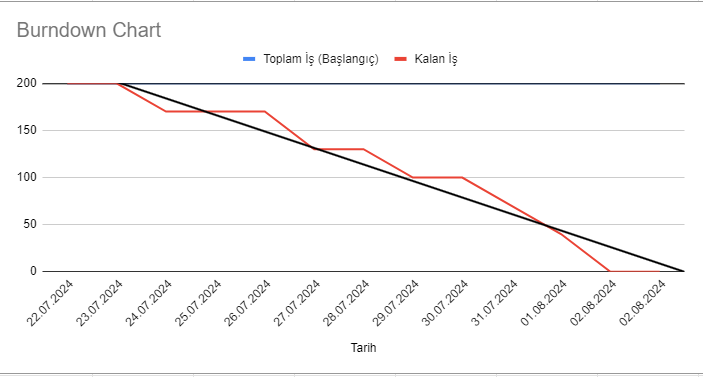 Burndown Chart
Toplam İş (Başlangıç) Kalan İş
200
150
100
50
0
22.07.2024 23.07.2024 24.07.2024 25.07.2024 26.07.2024 27.07.2024 28.07.2024 29.07.2024 30.07.2024 31.07.2024 01.08.2024 02.08.2024 02.08.2024
Tarih